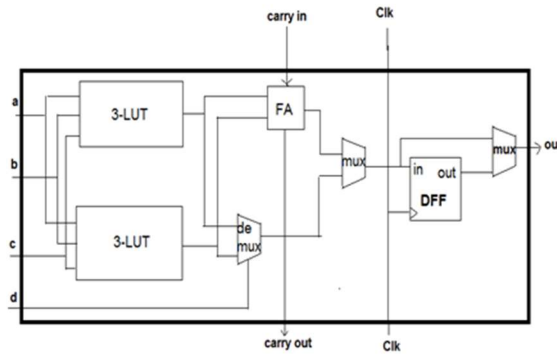 carry in
Clk
a
3-LUT
FA
b
mux
mux
ou
in
out
DFF
3-LUT
de
mux
c
d
carry out
Clk